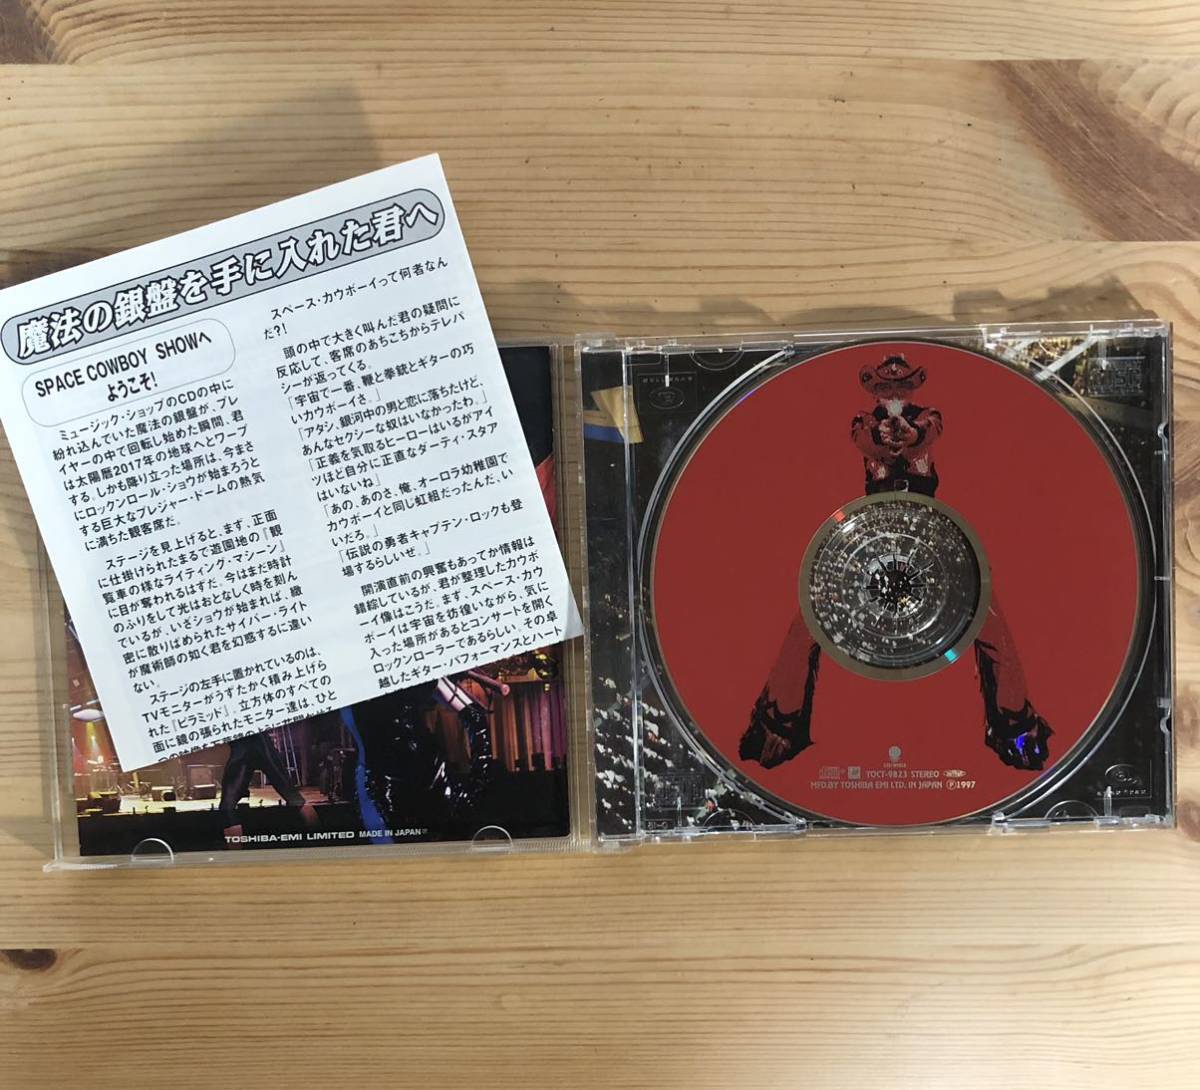 魔法の銀盤を手に入れた君へ
SPACE COWBOY SHOWへ
ようこそ!
ミュージック・ショップのCDの中に
紛れ込んでいた魔法の銀盤が、プレ
イヤーの中で回転し始めた瞬間、君
は太陽暦2017年の地球へとワープ
する。しかも降り立った場所は、今まさ
にロックンロール・ショウが始まろうと
する巨大なプレジャー・ドームの熱気
に満ちた観客席だ。
ステージを見上げると、まず、正面
に仕掛けられたまるで遊園地の『観
覧車の様なライティング・マシーン』
に目が奪われるはずだ。今はまだ時計
のふりをして光はおとなしく時を刻ん
でいるが、いざショウが始まれば、緻
密に散りばめられたサイバー・ライト
が魔術師の如く君を幻惑するに違い
ない。
ステージの左手に置かれているのは、
TVモニターがうずたかく積み上げら
れた『ピラミッド』。立方体のすべての
面に鏡の張られたモニター達は、ひと
スペース・カウボーイって何者なん
だ?!
頭の中で大きく叫んだ君の疑問に
反応して、客席のあちこちからテレパ
シーが返ってくる。
「宇宙で一番、鞭と拳銃とギターの巧
いカウボーイさ。」
「アタシ、銀河中の男と恋に落ちたけど、
あんなセクシーな奴はいなかったわ。」
「正義を気取るヒーローはいるがアイ
ツほど自分に正直なダーティ・スタア
はいないね」
「あの、あのさ、俺、オーロラ幼稚園で
カウボーイと同じ虹組だったんだ、い
いだろ。」
「伝説の勇者キャプテン・ロックも登
場するらしいぜ。」
開演直前の興奮もあってか情報は
錯綜しているが、君が整理したカウボ
ーイ像はこうだ。まず、スペース・カウ
ボーイは宇宙を彷徨いながら、気に
入った場所があるとコンサートを開く
ロックンローラーであるらしい。その卓
越したギター・パフォーマンスとハート
TOSHIBA-EMI LIMITED MADE IN JAPAN
TOCT-9823 STEREO
MFD.BY TOSHIBA EMI LTD. IN JAPAN Ⓟ1997